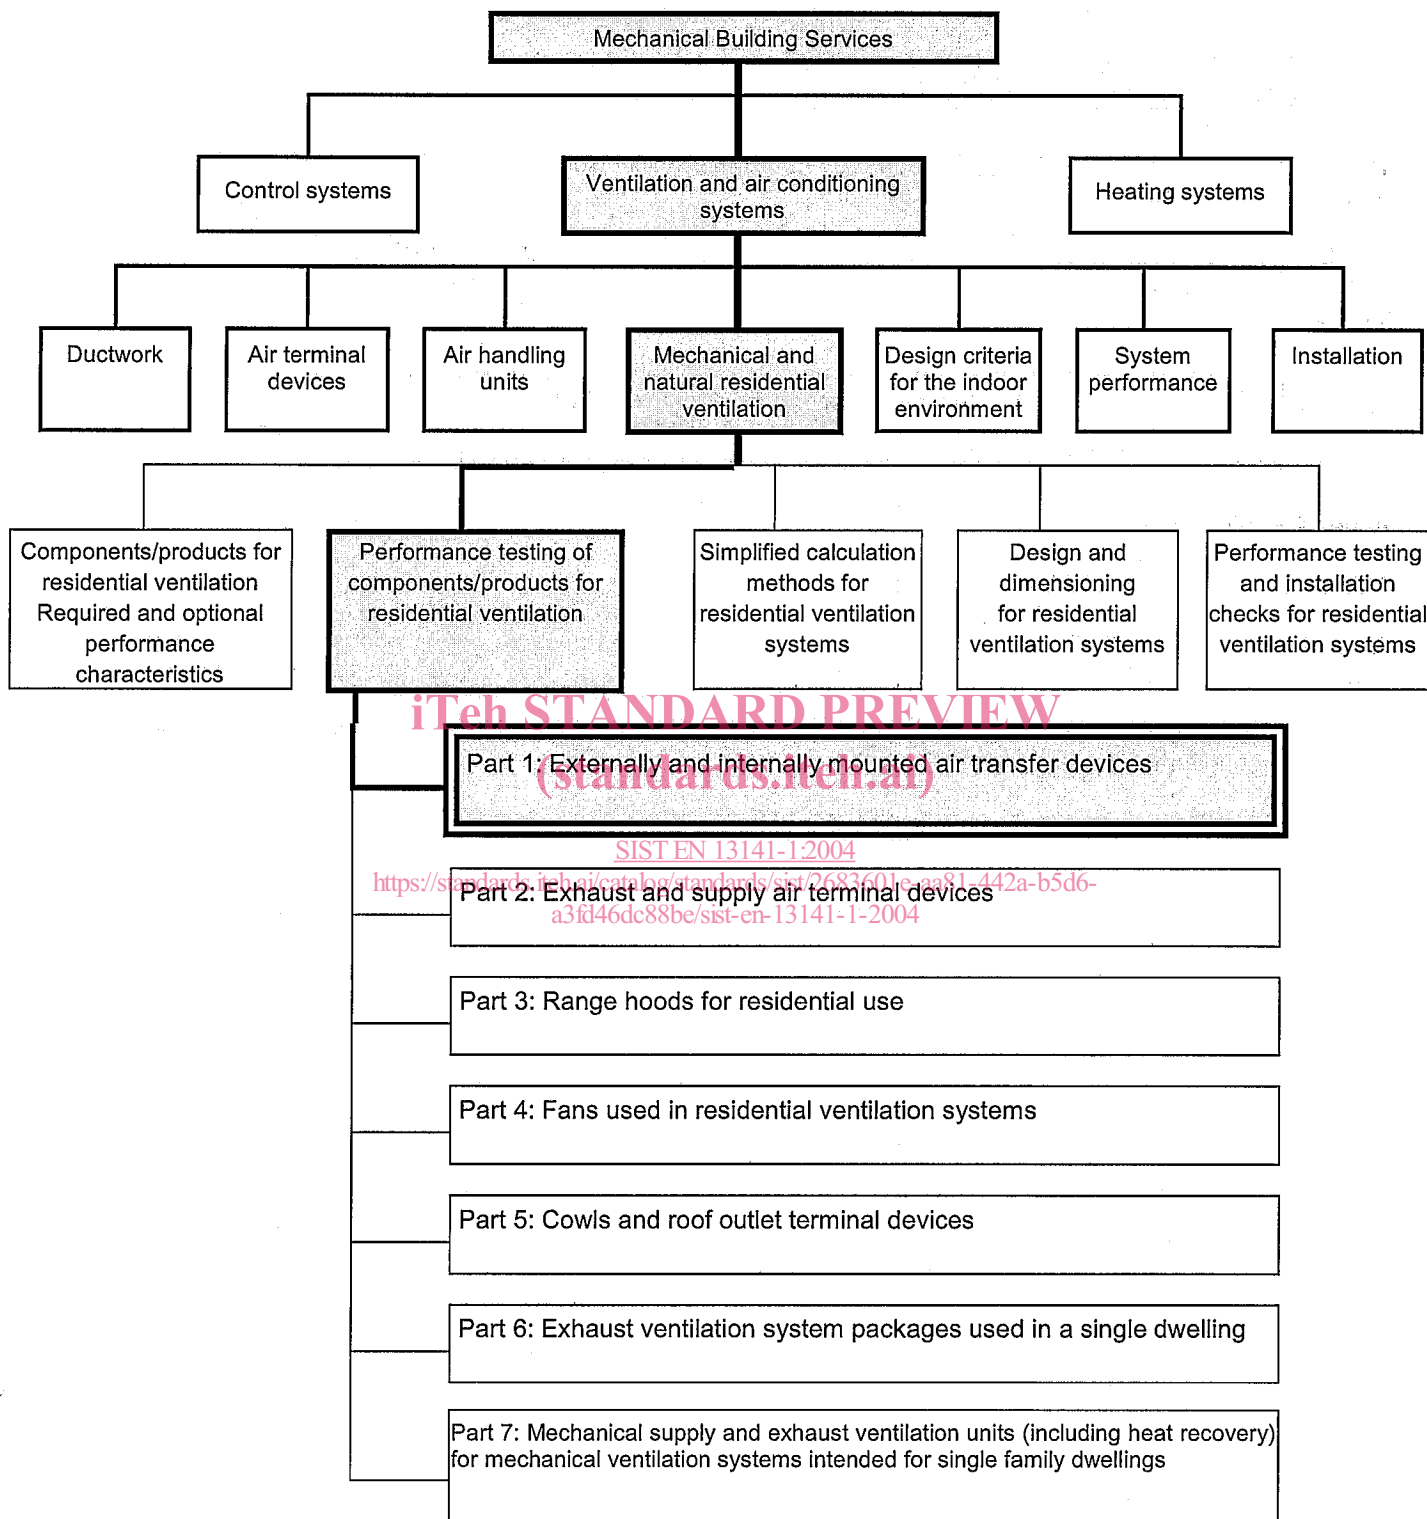 Mechanical Building Services
Control systems
Ventilation and air conditioning
systems
Heating systems
Ductwork
Air terminal
devices
Air handling
units
Mechanical and
natural residential
ventilation
Design criteria
for the indoor
environment
System
performance
Installation
Components/products for
residential ventilation
Required and optional
performance
characteristics
Performance testing of
components/products for
residential ventilation
Simplified calculation
methods for
residential ventilation
systems
Design and
dimensioning
for residential
ventilation systems
Performance testing
and installation
checks for residential
ventilation systems
iTeh STANDARD PREVIEW
Part 1: Externally and internally mounted air transfer devices
(standards.iteh.ai)
SIST EN 13141-1:2004
https://standards.iteh.ai/catalog/standards/sist/2683601e-aa81-442a-b5d6-
Part 2: Exhaust and supply air terminal devices
a3fd46dc88be/sist-en-13141-1-2004
Part 3: Range hoods for residential use
Part 4: Fans used in residential ventilation systems
Part 5: Cowls and roof outlet terminal devices
Part 6: Exhaust ventilation system packages used in a single dwelling
Part 7: Mechanical supply and exhaust ventilation units (including heat recovery)
for mechanical ventilation systems intended for single family dwellings